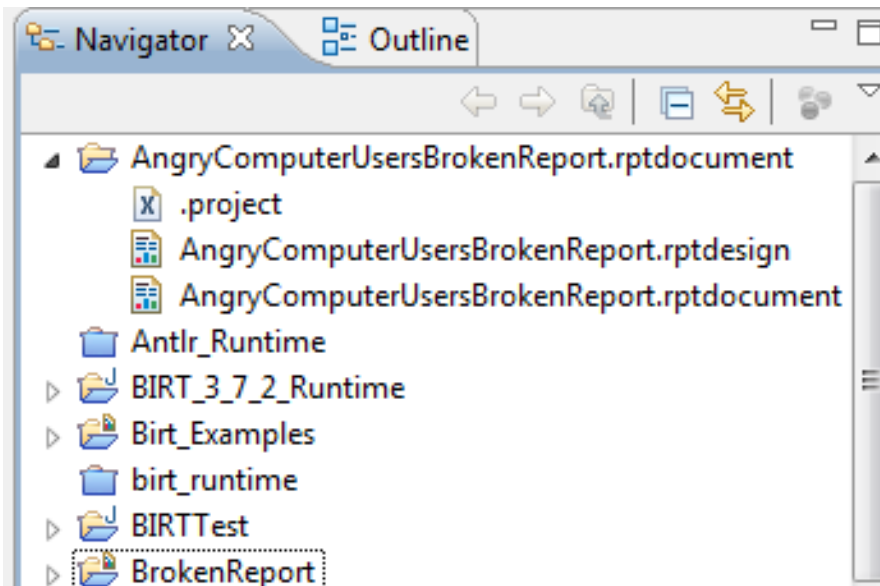 Navigator Outline
AngryComputerUsersBrokenReport.rptdocument
.project
AngryComputerUsersBrokenReport.rptdesign
AngryComputerUsersBrokenReport.rptdocument
Antlr_Runtime
BIRT_3_7_2_Runtime
Birt_Examples
birt_runtime
BIRTTest
BrokenReport